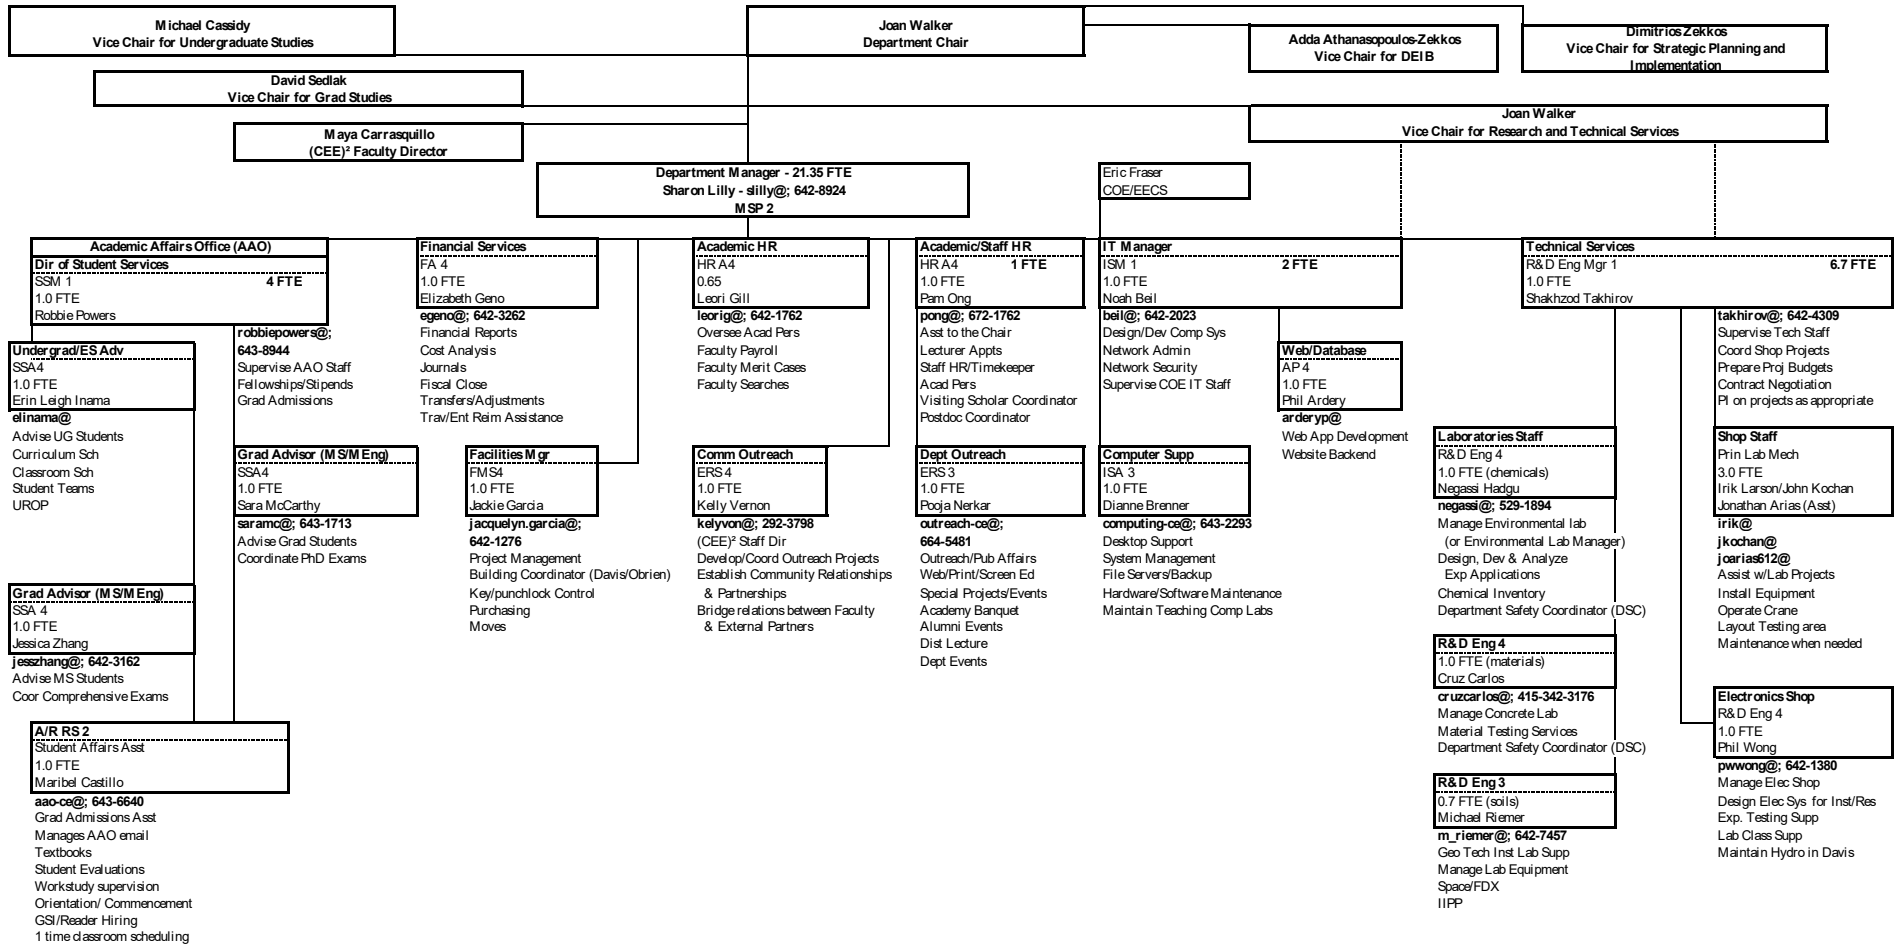 Michael Cassidy
Vice Chair for Undergraduate Studies
Joan Walker
Department Chair
Adda Athanasopoulos-Zekkos
Vice Chair for DEIB
Dimitrios Zekkos
Vice Chair for Strategic Planning and
Implementation
David Sedlak
Vice Chair for Grad Studies
Joan Walker
Vice Chair for Research and Technical Services
Maya Carrasquillo
(CEE)² Faculty Director
Department Manager - 21.35 FTE
Sharon Lilly - slilly@; 642-8924
MSP 2
Eric Fraser
COE/EECS
Academic Affairs Office (AAO)
Dir of Student Services
SSM 1 4 FTE
1.0 FTE
Robbie Powers
robbiepowers@;
643-8944
Supervise AAO Staff
Fellowships/Stipends
Grad Admissions
Undergrad/ES Adv
SSA4
1.0 FTE
Erin Leigh Inama
elinama@
Advise UG Students
Curriculum Sch
Classroom Sch
Student Teams
UROP
Grad Advisor (MS/MEng)
SSA4
1.0 FTE
Sara McCarthy
saramc@; 643-1713
Advise Grad Students
Coordinate PhD Exams
Grad Advisor (MS/MEng)
SSA 4
1.0 FTE
Jessica Zhang
jesszhang@; 642-3162
Advise MS Students
Coor Comprehensive Exams
A/R RS 2
Student Affairs Asst
1.0 FTE
Maribel Castillo
aao-ce@; 643-6640
Grad Admissions Asst
Manages AAO email
Textbooks
Student Evaluations
Workstudy supervision
Orientation/ Commencement
GSI/Reader Hiring
1 time classroom scheduling
Financial Services
FA 4
1.0 FTE
Elizabeth Geno
egeno@; 642-3262
Financial Reports
Cost Analysis
Journals
Fiscal Close
Transfers/Adjustments
Trav/Ent Reim Assistance
Facilities Mgr
FMS4
1.0 FTE
Jackie Garcia
jacquelyn.garcia@;
642-1276
Project Management
Building Coordinator (Davis/Obrien)
Key/punchlock Control
Purchasing
Moves
Academic HR
HR A4
0.65
Leori Gill
leorig@; 642-1762
Oversee Acad Pers
Faculty Payroll
Faculty Merit Cases
Faculty Searches
Comm Outreach
ERS 4
1.0 FTE
Kelly Vernon
kelyvon@; 292-3798
(CEE)² Staff Dir
Develop/Coord Outreach Projects
Establish Community Relationships
& Partnerships
Bridge relations between Faculty
& External Partners
Academic/Staff HR
HR A4 1 FTE
1.0 FTE
Pam Ong
pong@; 672-1762
Asst to the Chair
Lecturer Appts
Staff HR/Timekeeper
Acad Pers
Visiting Scholar Coordinator
Postdoc Coordinator
Dept Outreach
ERS 3
1.0 FTE
Pooja Nerkar
outreach-ce@;
664-5481
Outreach/Pub Affairs
Web/Print/Screen Ed
Special Projects/Events
Academy Banquet
Alumni Events
Dist Lecture
Dept Events
IT Manager
ISM 1 2 FTE
1.0 FTE
Noah Beil
beil@; 642-2023
Design/Dev Comp Sys
Network Admin
Network Security
Supervise COE IT Staff
Web/Database
AP 4
1.0 FTE
Phil Ardery
arderyp@
Web App Development
Website Backend
Computer Supp
ISA 3
1.0 FTE
Dianne Brenner
computing-ce@; 643-2293
Desktop Support
System Management
File Servers/Backup
Hardware/Software Maintenance
Maintain Teaching Comp Labs
Technical Services
R&D Eng Mgr 1 6.7 FTE
1.0 FTE
Shakhzod Takhirov
takhirov@; 642-4309
Supervise Tech Staff
Coord Shop Projects
Prepare Proj Budgets
Contract Negotiation
PI on projects as appropriate
Laboratories Staff
R&D Eng 4
1.0 FTE (chemicals)
Negassi Hadgu
negassi@; 529-1894
Manage Environmental lab
(or Environmental Lab Manager)
Design, Dev & Analyze
Exp Applications
Chemical Inventory
Department Safety Coordinator (DSC)
R&D Eng 4
1.0 FTE (materials)
Cruz Carlos
cruzcarlos@; 415-342-3176
Manage Concrete Lab
Material Testing Services
Department Safety Coordinator (DSC)
R&D Eng 3
0.7 FTE (soils)
Michael Riemer
m_riemer@; 642-7457
Geo Tech Inst Lab Supp
Manage Lab Equipment
Space/FDX
IIPP
Shop Staff
Prin Lab Mech
3.0 FTE
Irik Larson/John Kochan
Jonathan Arias (Asst)
irik@
jkochan@
joarias612@
Assist w/Lab Projects
Install Equipment
Operate Crane
Layout Testing area
Maintenance when needed
Electronics Shop
R&D Eng 4
1.0 FTE
Phil Wong
pwwong@; 642-1380
Manage Elec Shop
Design Elec Sys for Inst/Res
Exp. Testing Supp
Lab Class Supp
Maintain Hydro in Davis